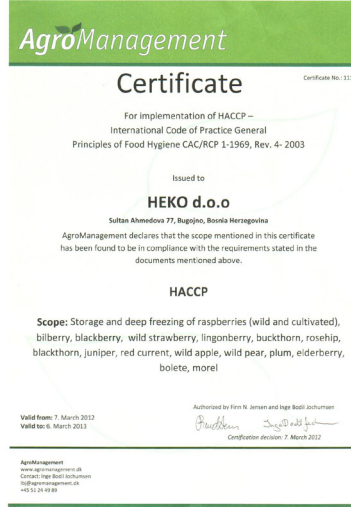 AgroManagement
Certificate
Certificate No.: 11
For implementation of HACCP –
International Code of Practice General
Principles of Food Hygiene CAC/RCP 1-1969, Rev. 4- 2003
Issued to
HEKO d.o.o
Sultan Ahmedova 77, Bugojno, Bosnia Herzegovina
AgroManagement declares that the scope mentioned in this certificate
has been found to be in compliance with the requirements stated in the
documents mentioned above.
HACCP
Scope: Storage and deep freezing of raspberries (wild and cultivated),
bilberry, blackberry, wild strawberry, lingonberry, buckthorn, rosehip,
blackthorn, juniper, red current, wild apple, wild pear, plum, elderberry,
bolete, morel
Authorized by Finn N. Jensen and Inge Bodil Jochumsen
Valid from: 7. March 2012
Valid to: 6. March 2013
Certification decision: 7. March 2012
AgroManagement
www.agromanagement.dk
Contact: Inge Bodil Jochumsen
ibj@agromanagement.dk
+45 51 24 49 89